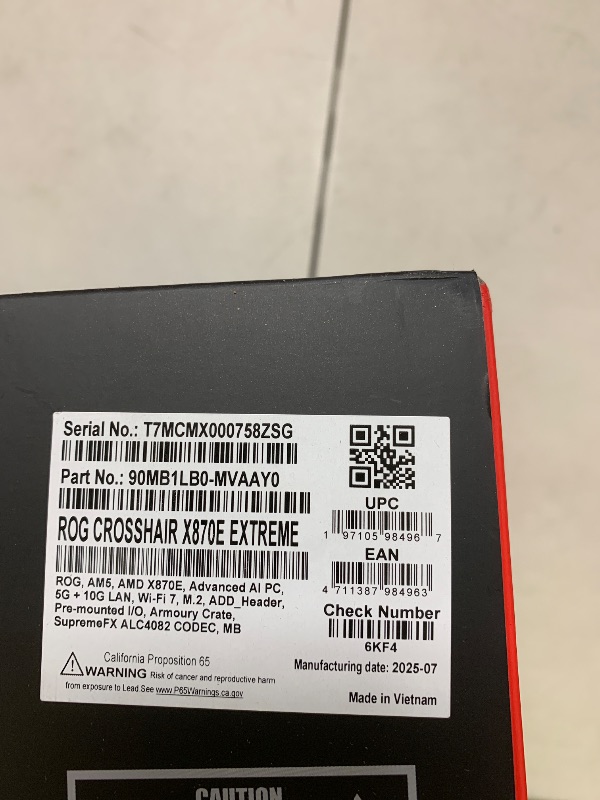 Serial No.: T7MCMX000758ZSG
Part No.: 90MB1LB0-MVAAY0
ROG CROSSHAIR X870E EXTREME
ROG, AM5, AMD X870E, Advanced AI PC,
5G + 10G LAN, Wi-Fi 7, M.2, ADD_Header,
Pre-mounted I/O, Armoury Crate,
SupremeFX ALC4082 CODEC, MB
California Proposition 65
WARNING Risk of cancer and reproductive harm
from exposure to Lead.See www.P65Warnings.ca.gov
UPC
1 97105 98496 7
EAN
4 711387 984963
Check Number
6KF4
Manufacturing date: 2025-07
Made in Vietnam
CAUTION